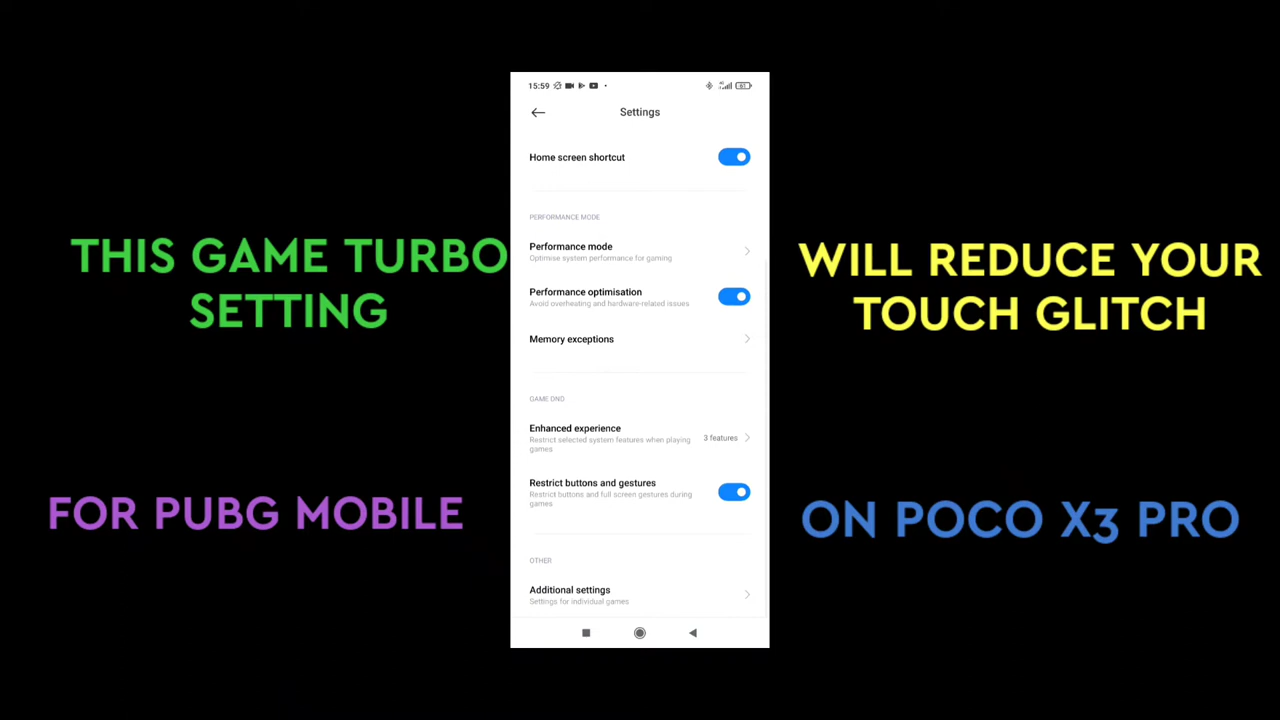 15:59
Settings
Home screen shortcut
PERFORMANCE MODE
Performance mode
Optimise system performance for gaming
Performance optimisation
Avoid overheating and hardware-related issues
Memory exceptions
GAME DND
Enhanced experience
Restrict selected system features when playing
games
3 features
Restrict buttons and gestures
Restrict buttons and full screen gestures during
games
OTHER
Additional settings
Settings for individual games
THIS GAME TURBO
SETTING
WILL REDUCE YOUR
TOUCH GLITCH
FOR PUBG MOBILE
ON POCO X3 PRO